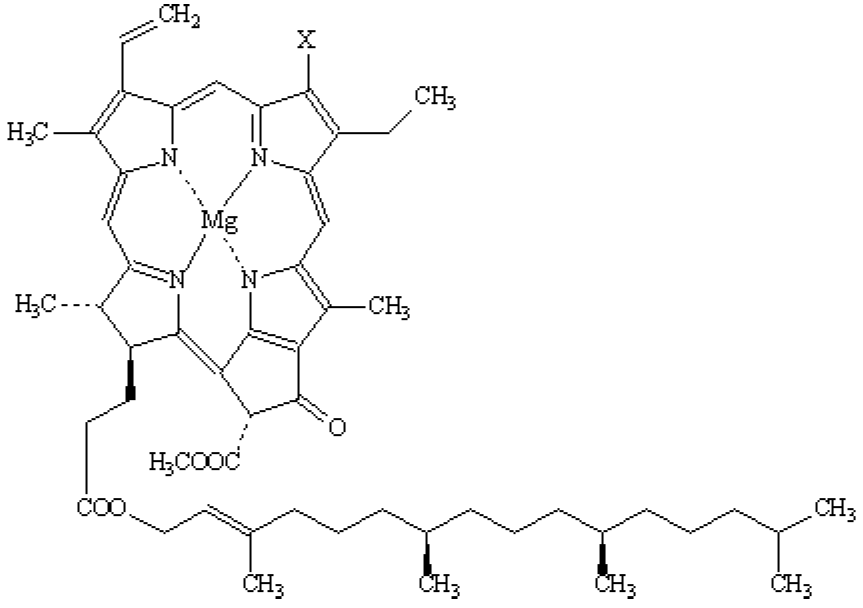 CH2
X
CH3
H3C
N N
Mg
N N
H3C
CH3
O
H3COOC
COO
CH3
CH3 CH3 CH3 CH3